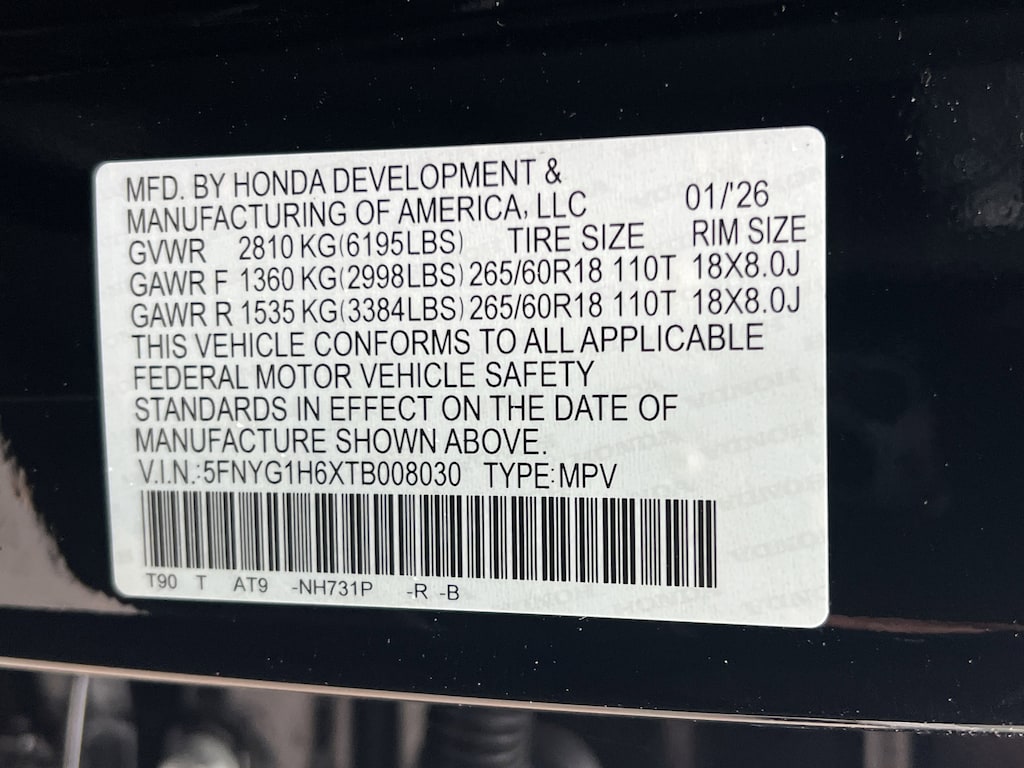 MFD. BY HONDA DEVELOPMENT &
MANUFACTURING OF AMERICA, LLC 01/'26
GVWR 2810 KG(6195LBS) TIRE SIZE RIM SIZE
GAWR F 1360 KG(2998LBS) 265/60R18 110T 18X8.0J
GAWR R 1535 KG(3384LBS) 265/60R18 110T 18X8.0J
THIS VEHICLE CONFORMS TO ALL APPLICABLE
FEDERAL MOTOR VEHICLE SAFETY
STANDARDS IN EFFECT ON THE DATE OF
MANUFACTURE SHOWN ABOVE.
V.I.N.:5FNYG1H6XTB008030 TYPE:MPV
T90 T AT9 -NH731P -R -B